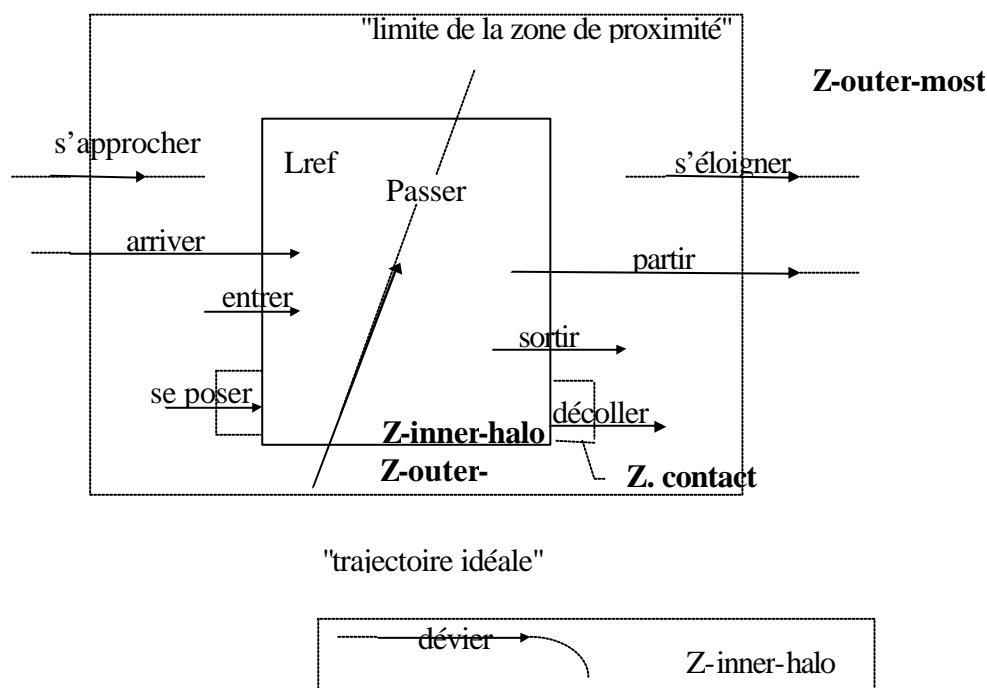 "limite de la zone de proximité"
Z-outer-most
s'approcher
Lref
s'éloigner
Passer
arriver
partir
entrer
sortir
se poser
décoller
Z-inner-halo
Z-outer-
Z. contact
"trajectoire idéale"
dévier
Z-inner-halo